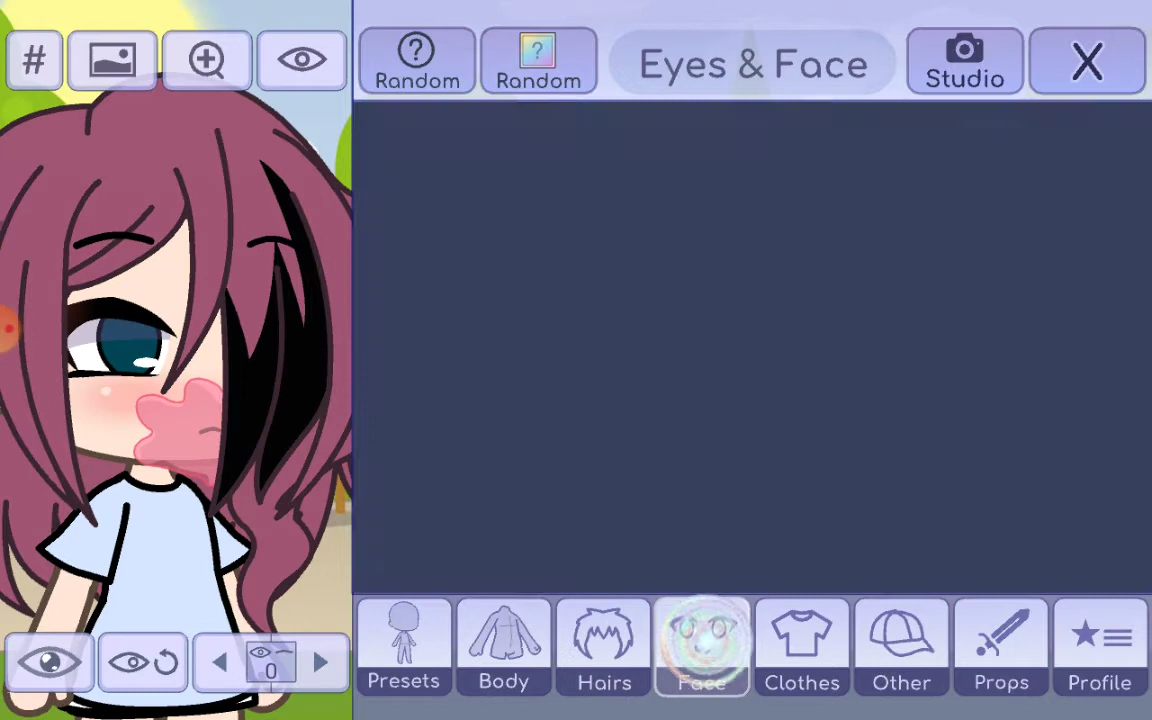 #
? Random
? Random
Eyes & Face
Studio
X
0
Presets
Body
Hairs
Face
Clothes
Other
Props
Profile